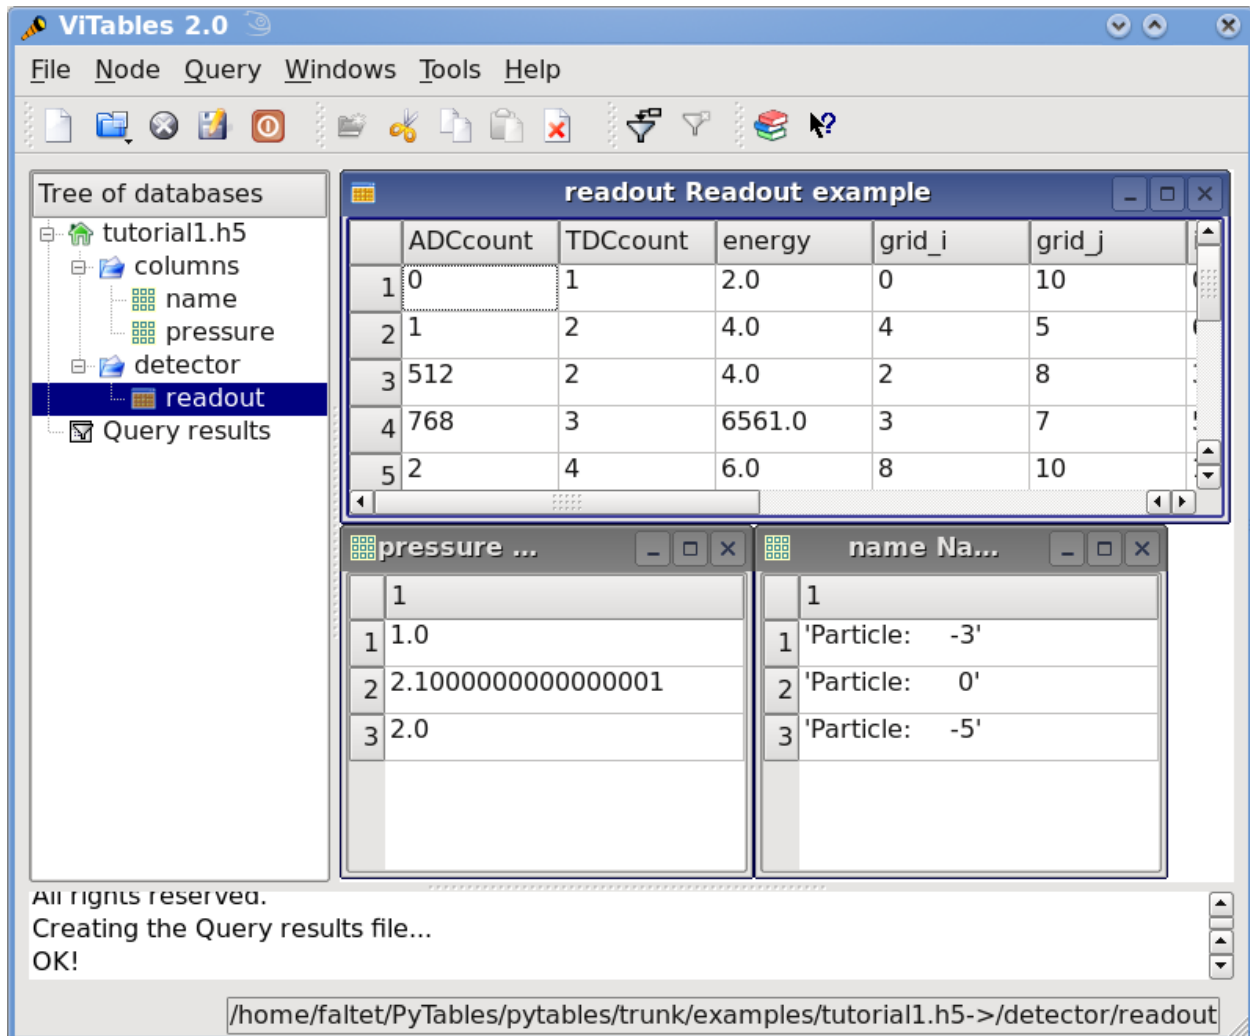 ViTables 2.0
File Node Query Windows Tools Help
Tree of databases
tutorial1.h5
columns
name
pressure
detector
readout
Query results
readout Readout example
ADCcount TDCcount energy grid_i grid_j
1 0 1 2.0 0 10
2 1 2 4.0 4 5
3 512 2 4.0 2 8
4 768 3 6561.0 3 7
5 2 4 6.0 8 10
pressure ...
1
1 1.0
2 2.1000000000000001
3 2.0
name Na...
1
1 'Particle:     -3'
2 'Particle:      0'
3 'Particle:     -5'
All rights reserved.
Creating the Query results file...
OK!
/home/faltet/PyTables/pytables/trunk/examples/tutorial1.h5->/detector/readout